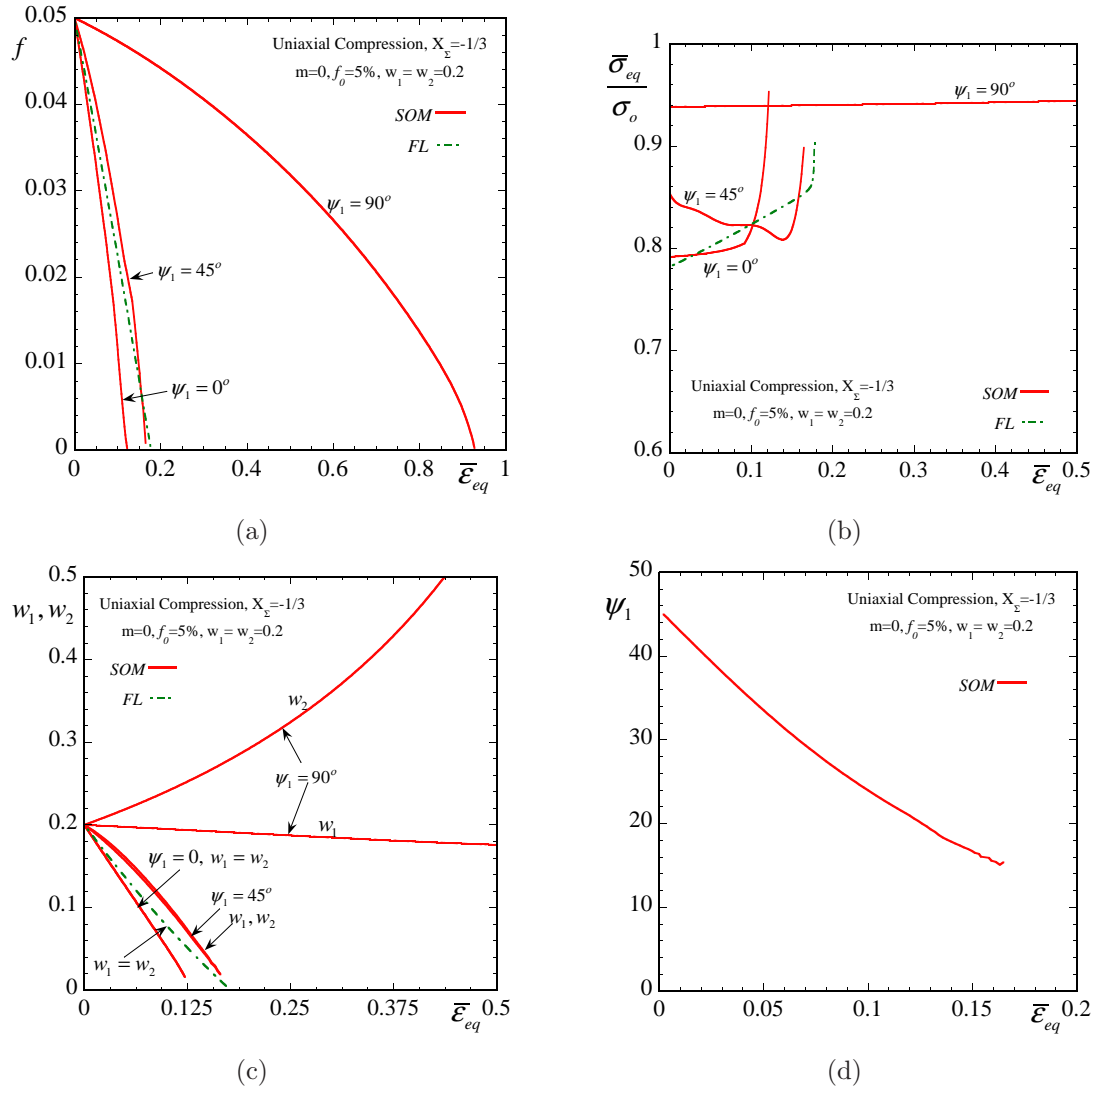 0.05
f
0.04
0.03
0.02
0.01
0
Uniaxial Compression, X_Σ=-1/3
m=0, f_0=5%, w_1= w_2=0.2
SOM
FL
ψ_1 = 90^o
ψ_1 = 45^o
ψ_1 = 0^o
0 0.2 0.4 0.6 0.8 1
ε̅_eq
(a)
1
σ̅_eq
σ_o
0.9
0.8
0.9
0.6
ψ_1 = 90^o
ψ_1 = 45^o
ψ_1 = 0^o
Uniaxial Compression, X_Σ=-1/3
m=0, f_0=5%, w_1= w_2=0.2
SOM
FL
0 0.1 0.2 0.3 0.4 0.5
ε̅_eq
(b)
0.5
w_1, w_2
0.4
0.3
0.2
0.1
0
Uniaxial Compression, X_Σ=-1/3
m=0, f_0=5%, w_1= w_2=0.2
SOM
FL
w_2
ψ_1 = 90^o
w_1
ψ_1 = 0, w_1 = w_2
ψ_1 = 45^o
w_1, w_2
w_1 = w_2
0 0.125 0.25 0.375 0.5
ε̅_eq
(c)
50
ψ_1
40
30
20
10
0
Uniaxial Compression, X_Σ=-1/3
m=0, f_0=5%, w_1= w_2=0.2
SOM
0 0.05 0.1 0.15 0.2
ε̅_eq
(d)